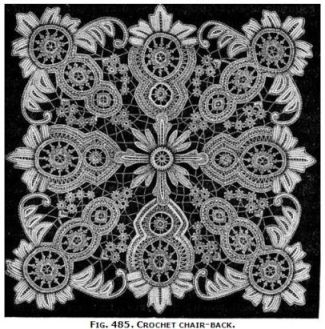 FIG. 485. CROCHET CHAIR-BACK.